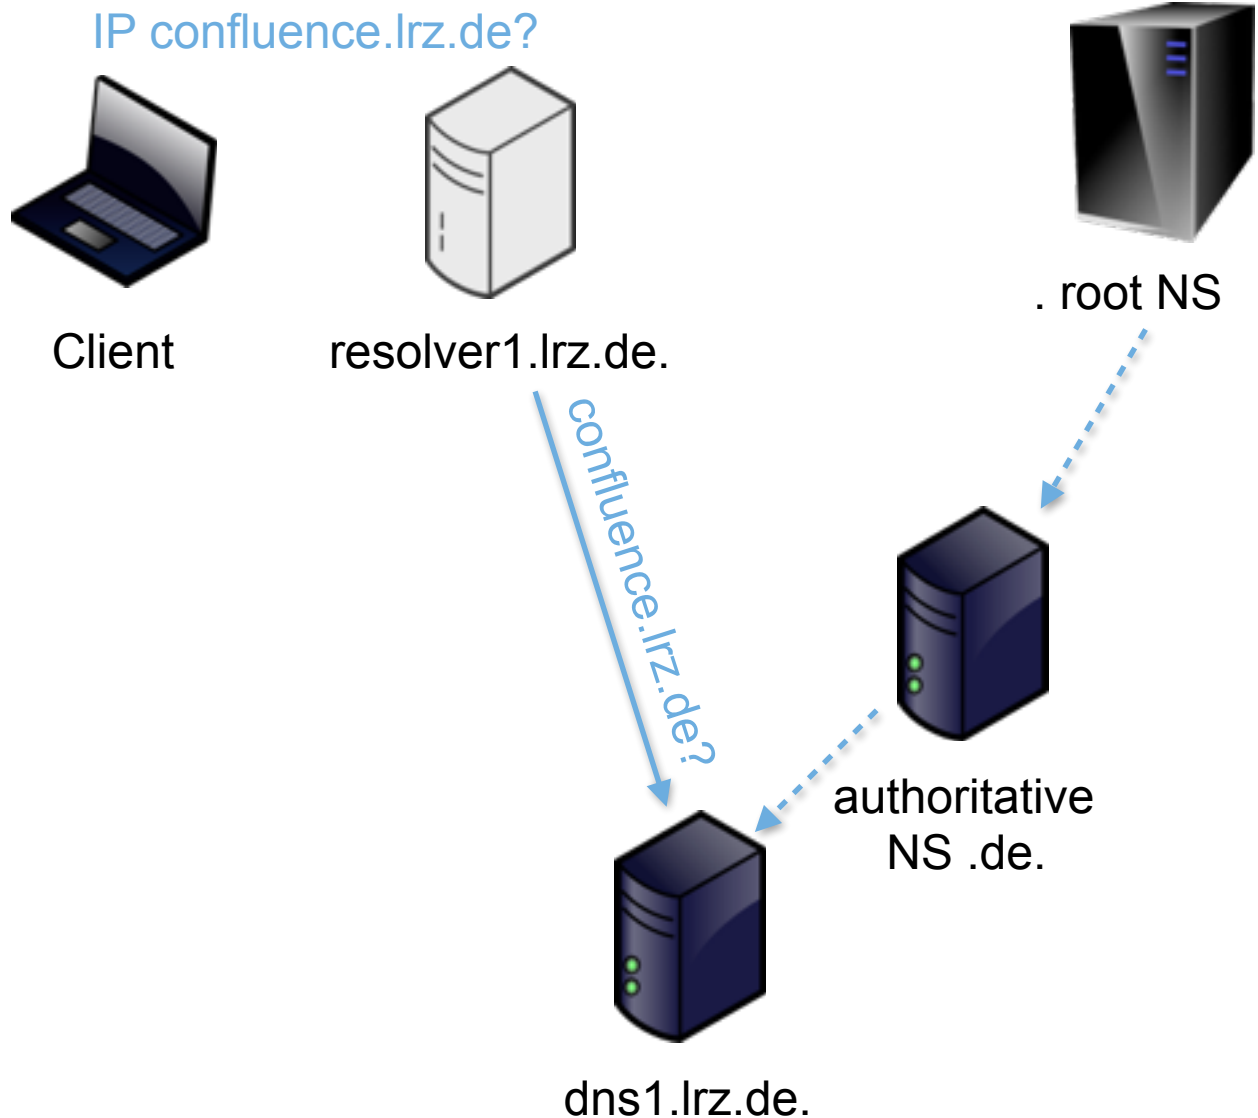 IP confluence.lrz.de?
. root NS
Client
resolver1.lrz.de.
confluence.lrz.de?
authoritative
NS .de.
dns1.lrz.de.